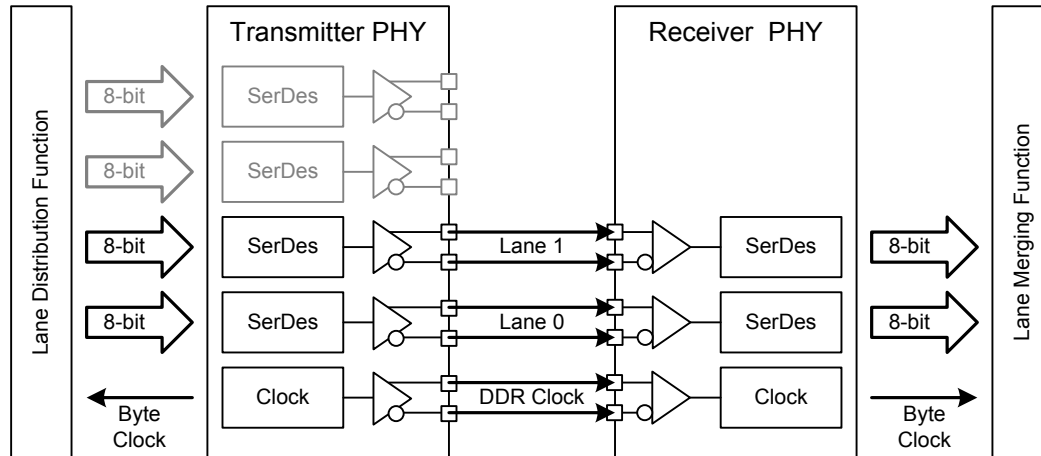 Lane Distribution Function
Transmitter PHY
Receiver PHY
Lane Merging Function
8-bit
SerDes
8-bit
SerDes
8-bit
SerDes
Lane 1
SerDes
8-bit
8-bit
SerDes
Lane 0
SerDes
8-bit
Byte
Clock
Clock
DDR Clock
Clock
Byte
Clock